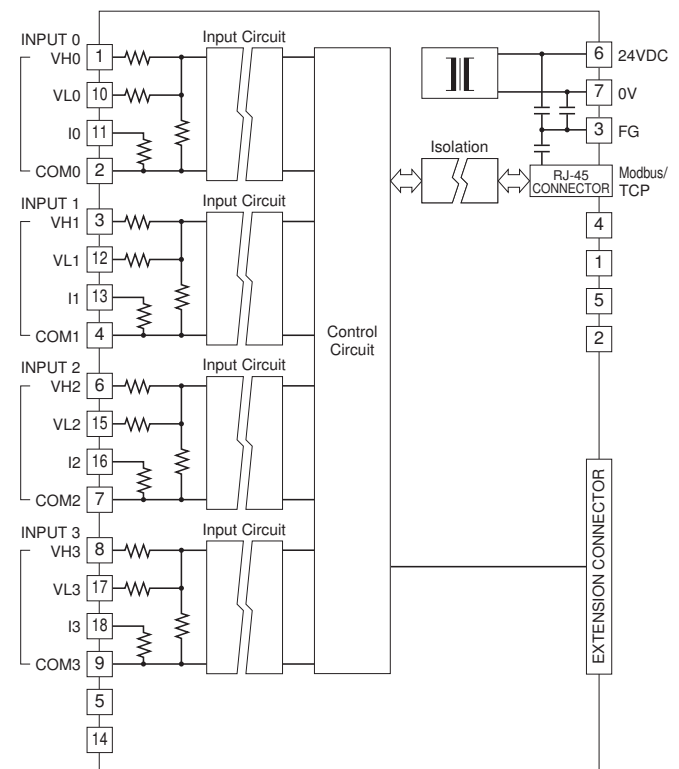 INPUT 0
Input Circuit
VH0 1
VL0 10
I0 11
COM0 2
INPUT 1
Input Circuit
VH1 3
VL1 12
I1 13
COM1 4
INPUT 2
Input Circuit
VH2 6
VL2 15
I2 16
COM2 7
INPUT 3
Input Circuit
VH3 8
VL3 17
I3 18
COM3 9
5
14
Control
Circuit
6 24VDC
7 0V
3 FG
Isolation
RJ-45
CONNECTOR
Modbus/
TCP
4
1
5
2
EXTENSION CONNECTOR